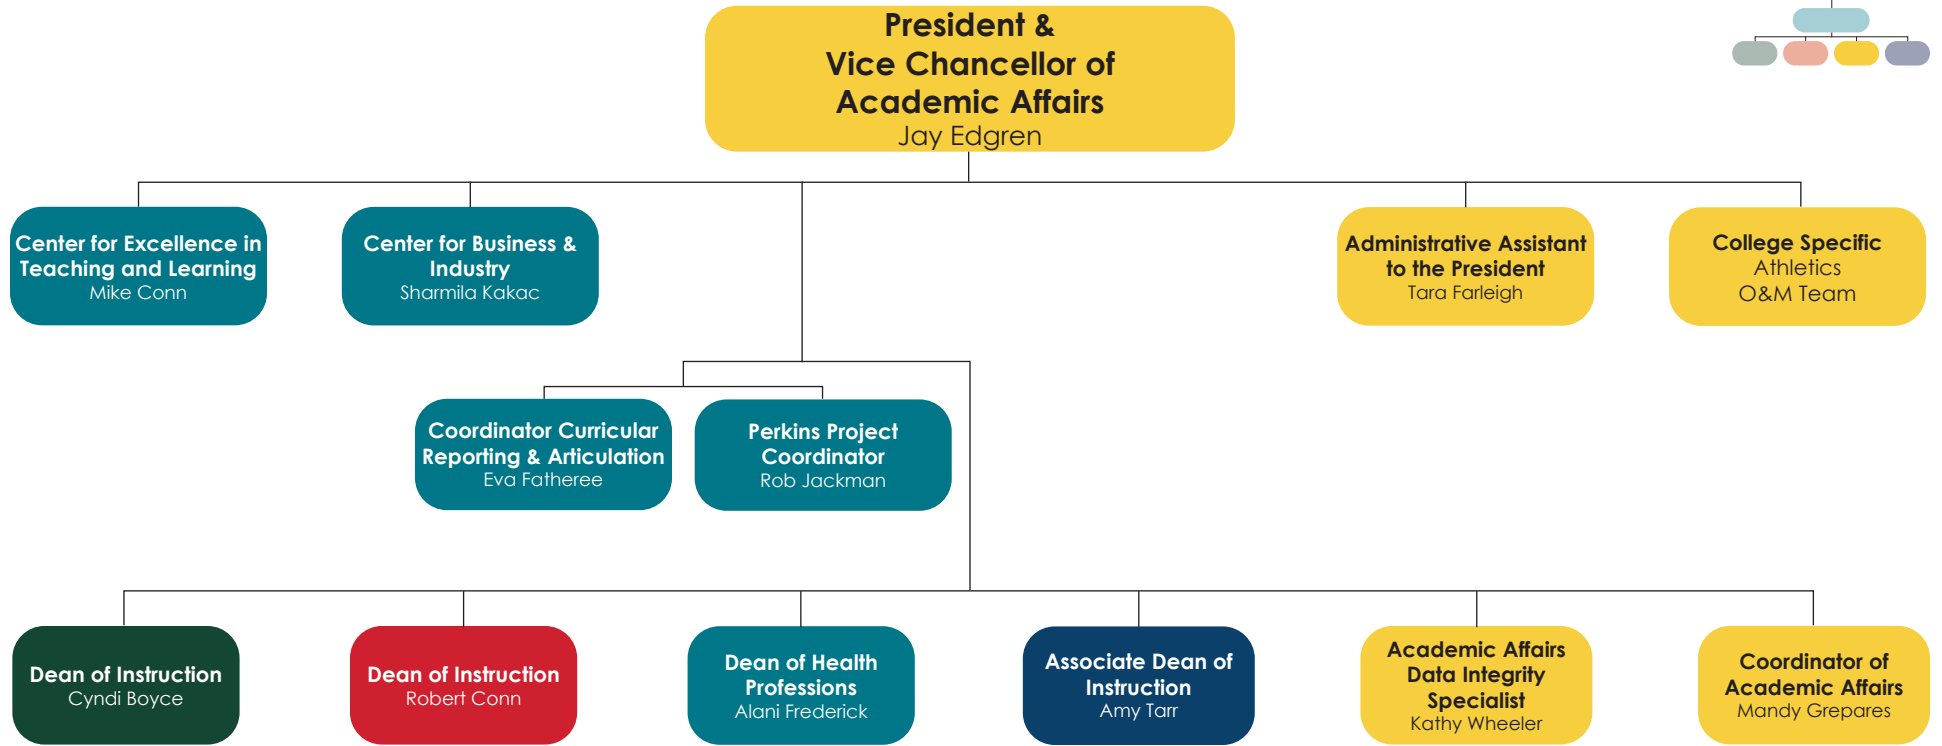 President &
Vice Chancellor of
Academic Affairs
Jay Edgren
Center for Excellence in
Teaching and Learning
Mike Conn
Center for Business &
Industry
Sharmila Kakac
Administrative Assistant
to the President
Tara Farleigh
College Specific
Athletics
O&M Team
Coordinator Curricular
Reporting & Articulation
Eva Fatheree
Perkins Project
Coordinator
Rob Jackman
Dean of Instruction
Cyndi Boyce
Dean of Instruction
Robert Conn
Dean of Health
Professions
Alani Frederick
Associate Dean of
Instruction
Amy Tarr
Academic Affairs
Data Integrity
Specialist
Kathy Wheeler
Coordinator of
Academic Affairs
Mandy Grepares